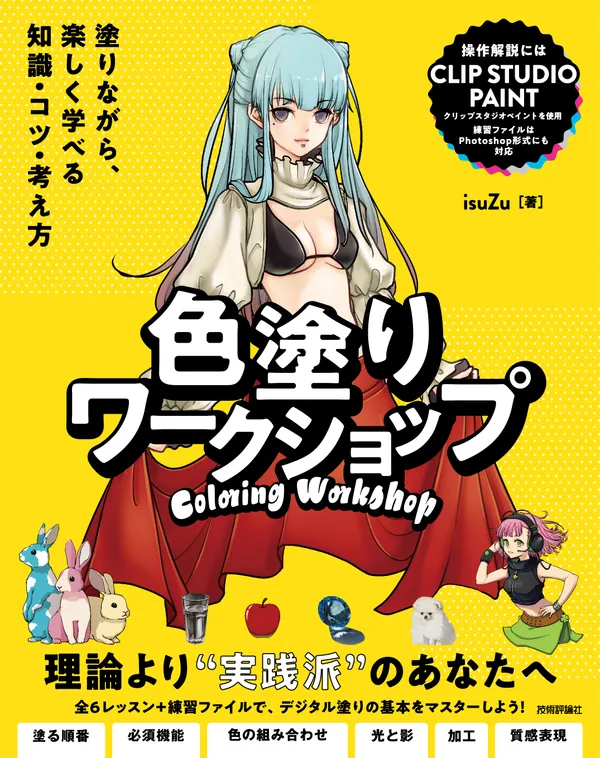 塗りながら、
楽しく学べる
知識・コツ・考え方
操作解説には
CLIP STUDIO
PAINT
クリップスタジオペイントを使用
練習ファイルは
Photoshop形式にも
対応
isuZu [著]
色塗り
ワークショップ
Coloring Workshop
理論より“実践派”のあなたへ
全6レッスン+練習ファイルで、デジタル塗りの基本をマスターしよう!
技術評論社
塗る順番
必須機能
色の組み合わせ
光と影
加工
質感表現